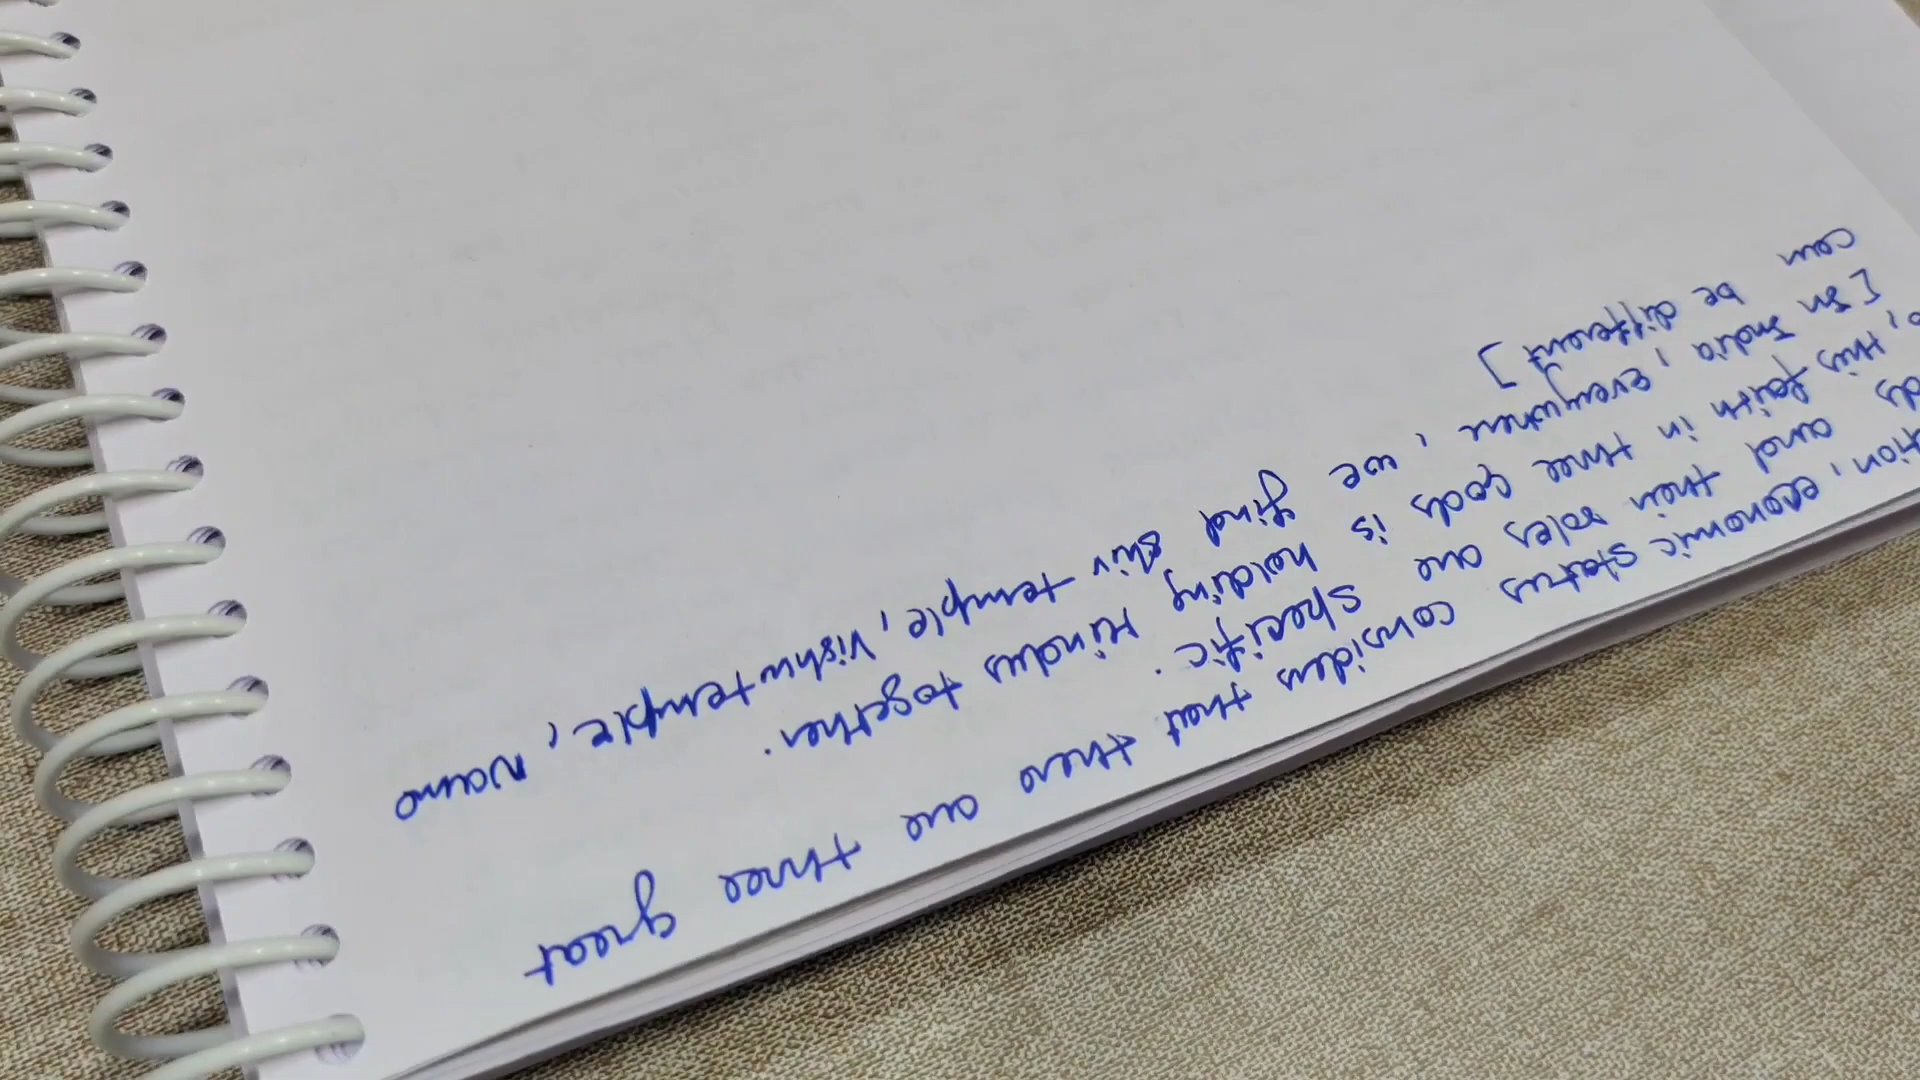 economic status considers that there are three great
and their roles are specific.
this faith in three gods is holding Hindus together.
[In India, everywhere, we find Shiv temple, Vishnu temple,
can be different]